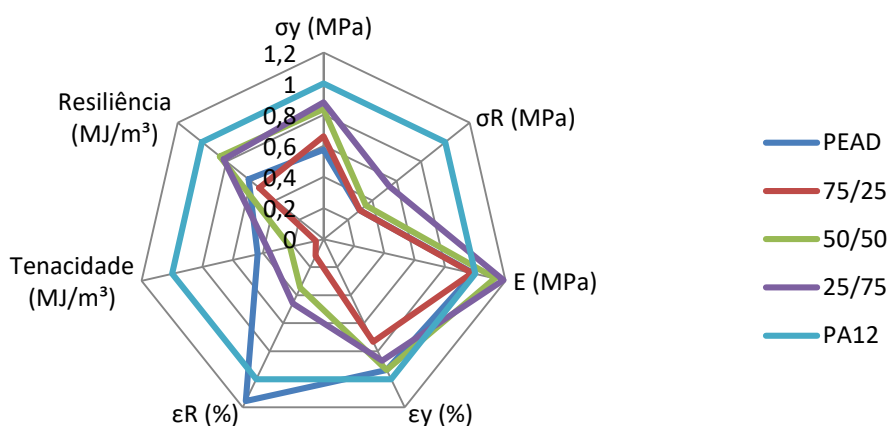 σy (MPa)
1,2
1
0,8
0,6
0,4
0,2
0
σR (MPa)
E (MPa)
εy (%)
εR (%)
Tenacidade
(MJ/m³)
Resiliência
(MJ/m³)
PEAD
75/25
50/50
25/75
PA12